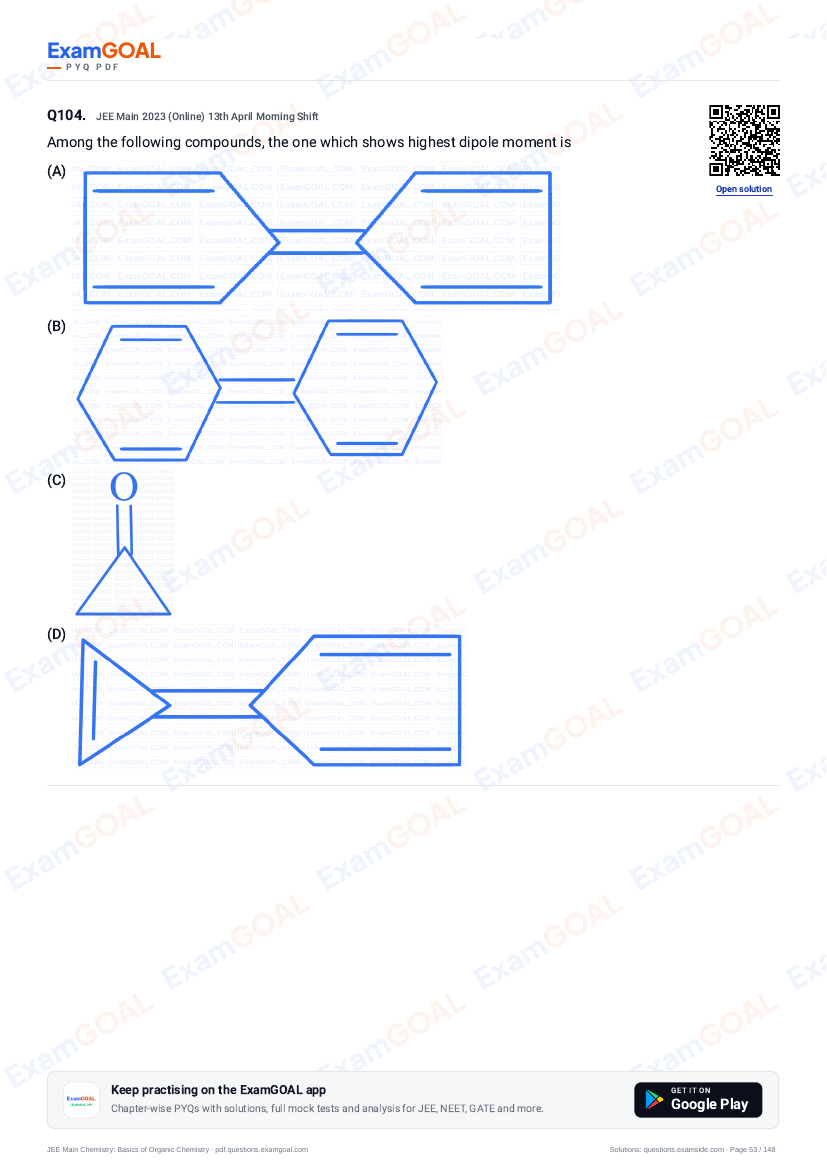 ExamGOAL
PYQ PDF
Q104. JEE Main 2023 (Online) 13th April Morning Shift
Among the following compounds, the one which shows highest dipole moment is
Open solution
(A)
(B)
(C)
O
(D)
Keep practising on the ExamGOAL app
Chapter-wise PYQs with solutions, full mock tests and analysis for JEE, NEET, GATE and more.
GET IT ON
Google Play
JEE Main Chemistry: Basics of Organic Chemistry · pdf.questions.examgoal.com
Solutions: questions.examside.com · Page 53 / 148